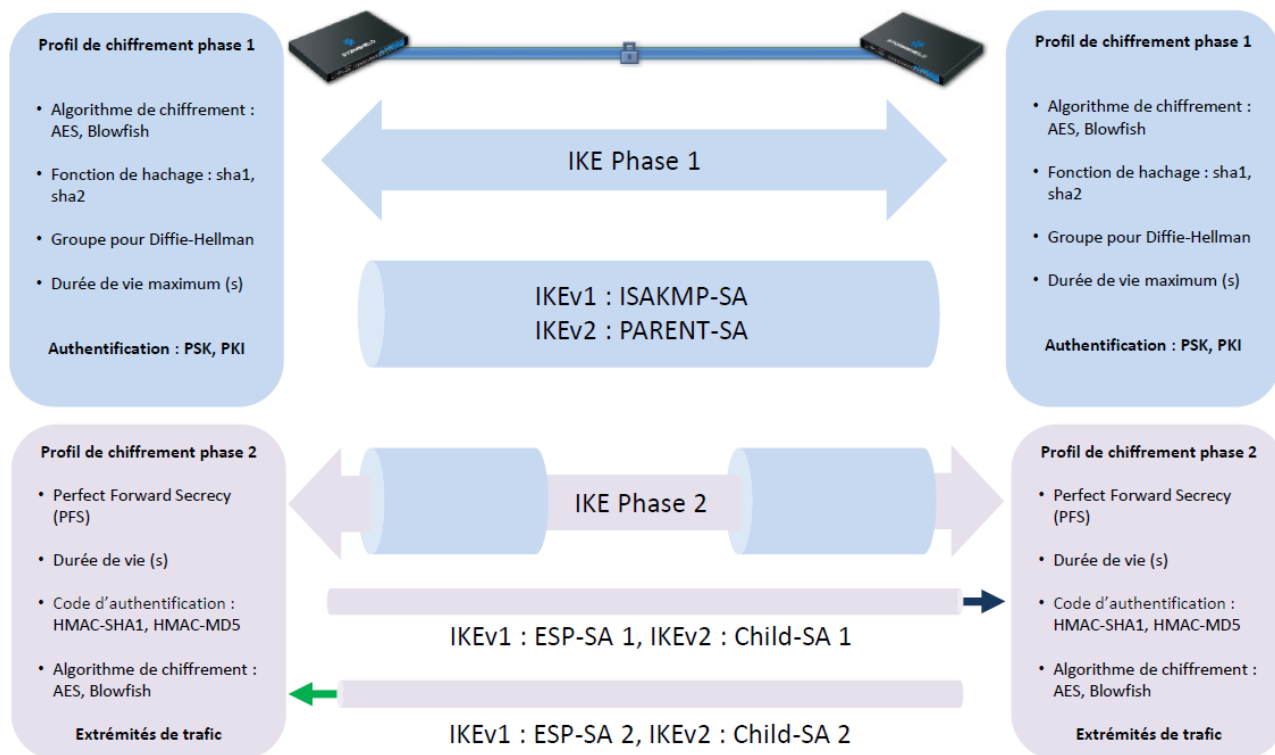 Profil de chiffrement phase 1
• Algorithme de chiffrement :
AES, Blowfish
• Fonction de hachage : sha1,
sha2
• Groupe pour Diffie-Hellman
• Durée de vie maximum (s)
Authentification : PSK, PKI
STORMSHIELD
STORMSHIELD
IKE Phase 1
IKEv1 : ISAKMP-SA
IKEv2 : PARENT-SA
Profil de chiffrement phase 1
• Algorithme de chiffrement :
AES, Blowfish
• Fonction de hachage : sha1,
sha2
• Groupe pour Diffie-Hellman
• Durée de vie maximum (s)
Authentification : PSK, PKI
Profil de chiffrement phase 2
• Perfect Forward Secrecy
(PFS)
• Durée de vie (s)
• Code d’authentification :
HMAC-SHA1, HMAC-MD5
• Algorithme de chiffrement :
AES, Blowfish
Extrémités de trafic
IKE Phase 2
IKEv1 : ESP-SA 1, IKEv2 : Child-SA 1
IKEv1 : ESP-SA 2, IKEv2 : Child-SA 2
Profil de chiffrement phase 2
• Perfect Forward Secrecy
(PFS)
• Durée de vie (s)
• Code d’authentification :
HMAC-SHA1, HMAC-MD5
• Algorithme de chiffrement :
AES, Blowfish
Extrémités de trafic